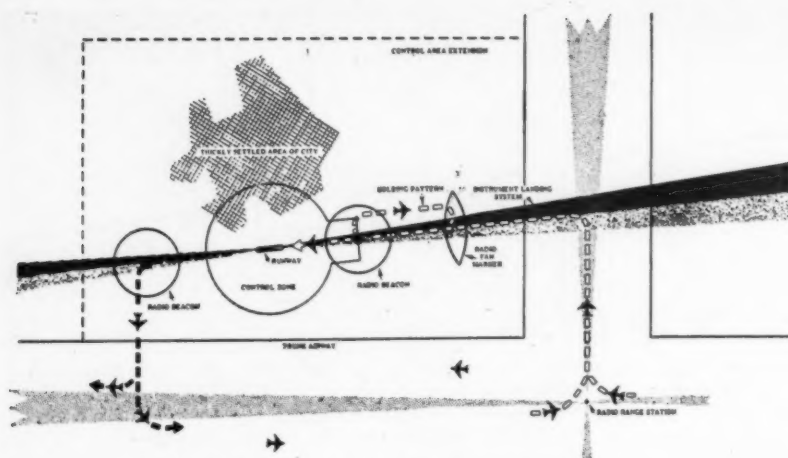 CONTROL AREA EXTENSION
THICKLY SETTLED AREA OF CITY
HOLDING PATTERN
INSTRUMENT LANDING
SYSTEM
RUNWAY
RADIO
FAN
MARKER
RADIO BEACON
CONTROL ZONE
RADIO BEACON
AIRWAY
RADIO RANGE STATION